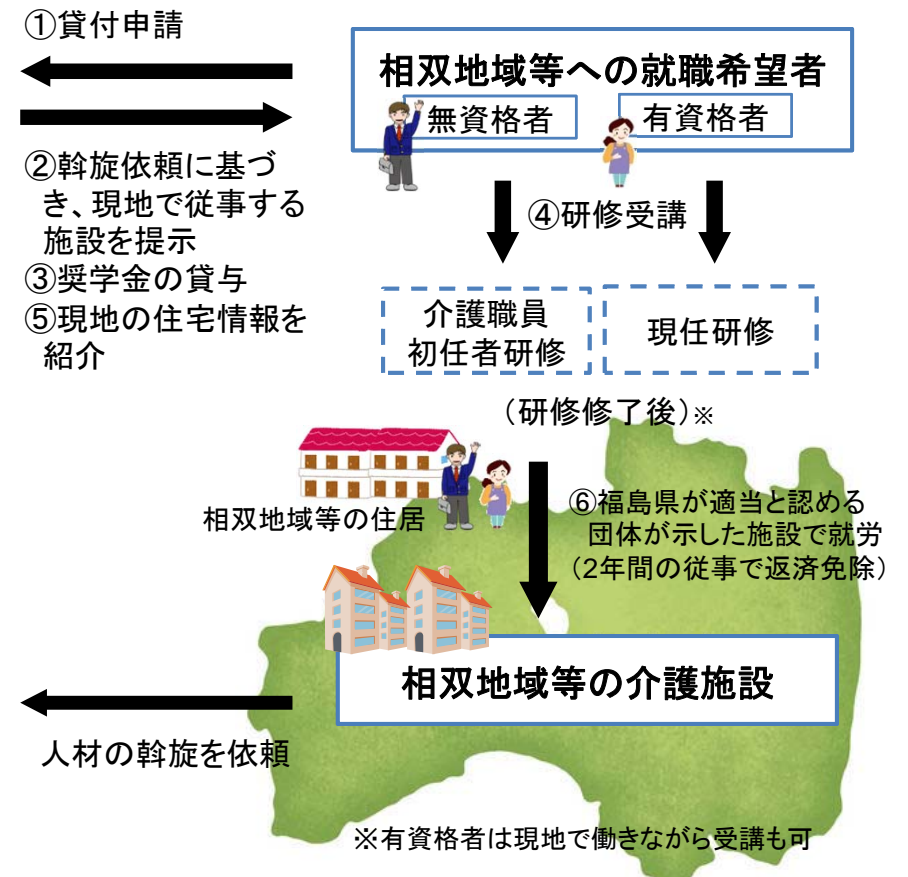 ①貸付申請
相双地域等への就職希望者
無資格者
有資格者
②斡旋依頼に基づ
き、現地で従事する
施設を提示
③奨学金の貸与
⑤現地の住宅情報を
紹介
④研修受講
介護職員
初任者研修
現任研修
(研修修了後)※
相双地域等の住居
⑥福島県が適当と認める
団体が示した施設で就労
(2年間の従事で返済免除)
相双地域等の介護施設
人材の斡旋を依頼
※有資格者は現地で働きながら受講も可